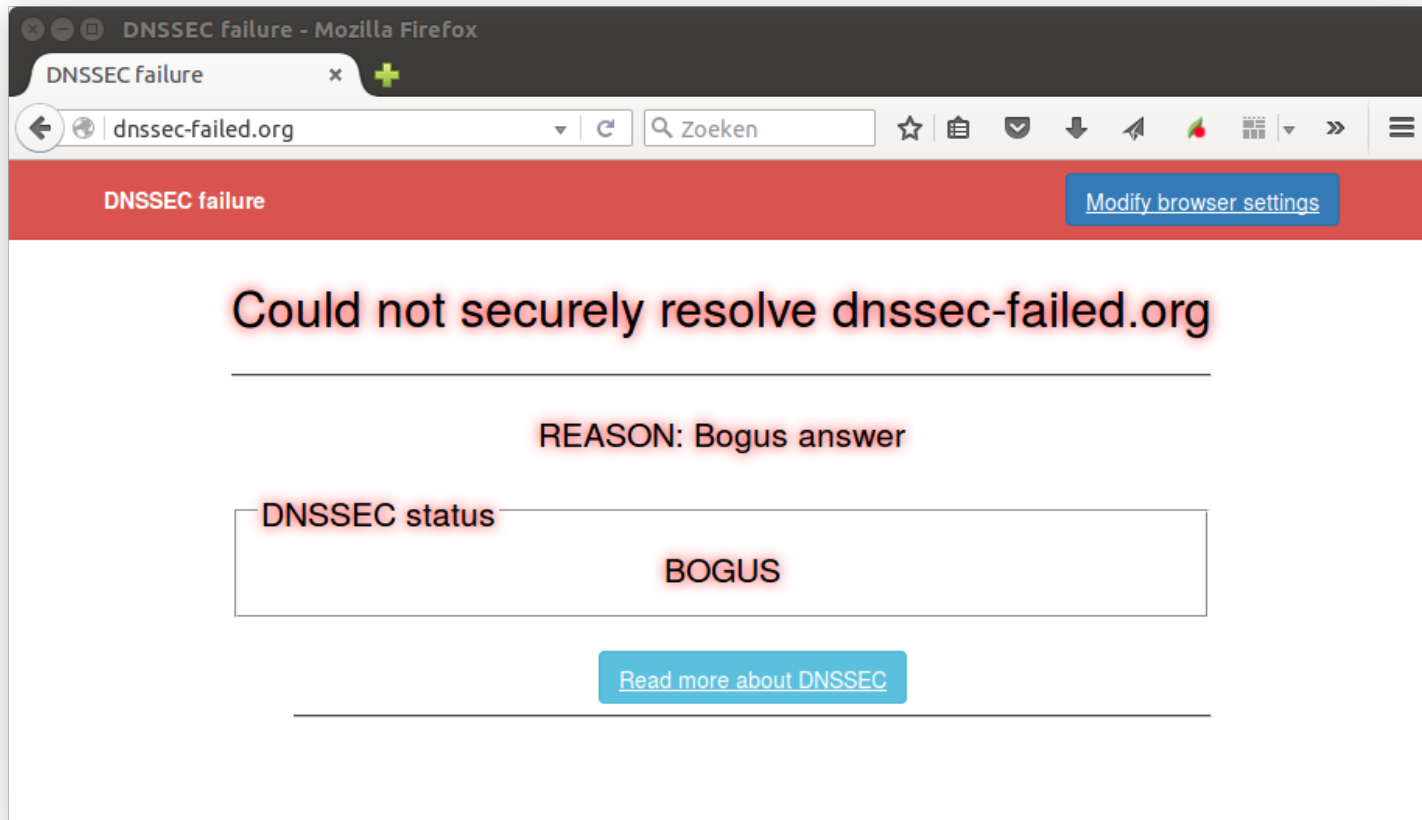 DNSSEC failure - Mozilla Firefox
DNSSEC failure
dnssec-failed.org
Zoeken
DNSSEC failure
Modify browser settings
Could not securely resolve dnssec-failed.org
REASON: Bogus answer
DNSSEC status
BOGUS
Read more about DNSSEC